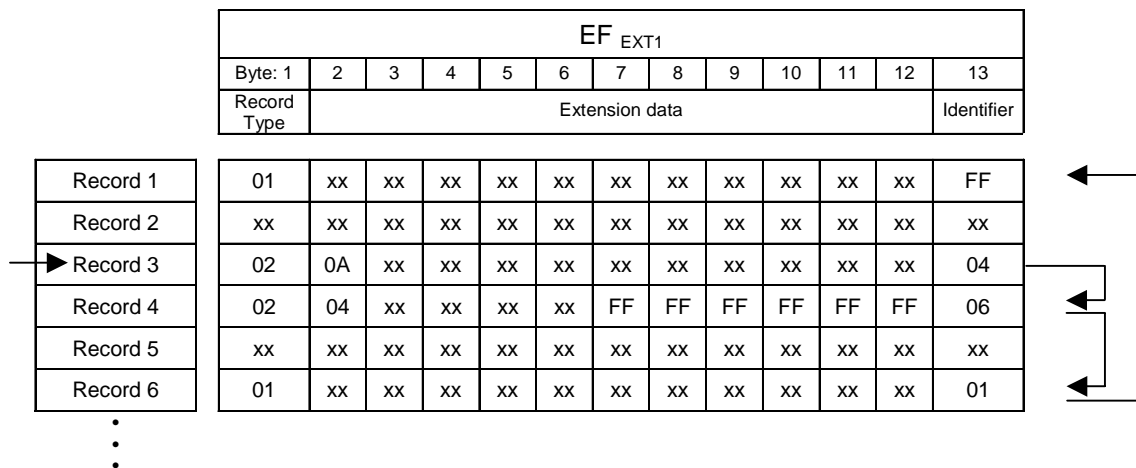 EF EXT1
Byte: 1 2 3 4 5 6 7 8 9 10 11 12 13
Record Type Extension data Identifier
Record 1 01 xx xx xx xx xx xx xx xx xx xx xx FF
Record 2 xx xx xx xx xx xx xx xx xx xx xx xx xx
Record 3 02 0A xx xx xx xx xx xx xx xx xx xx 04
Record 4 02 04 xx xx xx xx FF FF FF FF FF FF 06
Record 5 xx xx xx xx xx xx xx xx xx xx xx xx xx
Record 6 01 xx xx xx xx xx xx xx xx xx xx xx 01